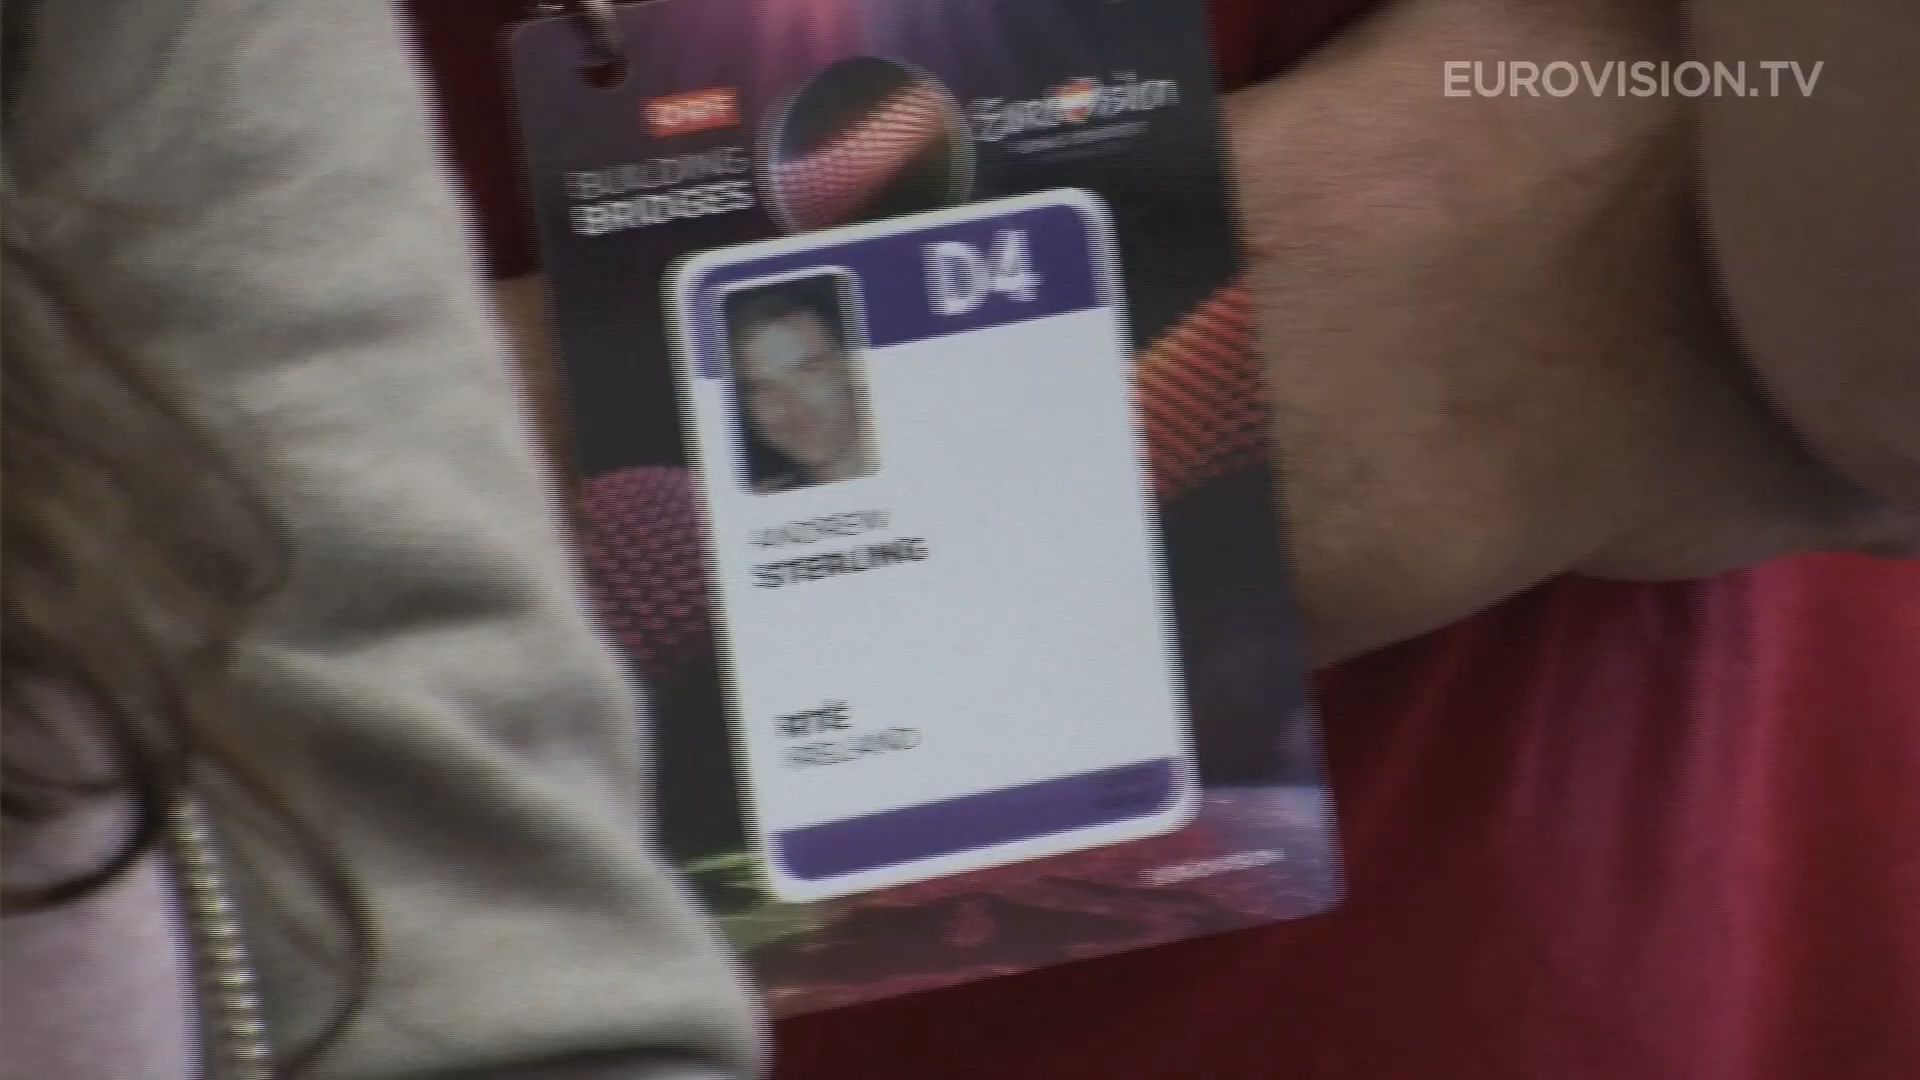 EUROVISION.TV
ORF
EUROVISION
BUILDING
BRIDGES
D4
ANDREW
STERLING
RTÉ
IRELAND